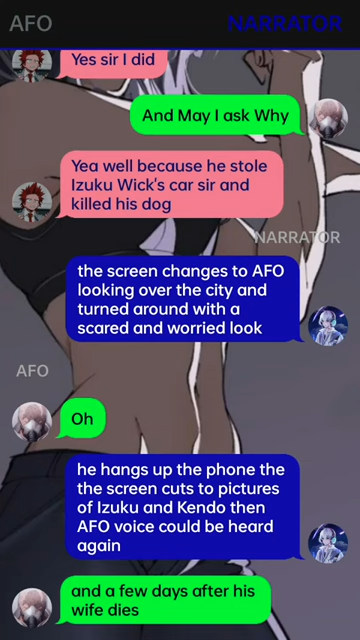 AFO NARRATOR
Yes sir I did
And May I ask Why
Yea well because he stole
Izuku Wick's car sir and
killed his dog
NARRATOR
the screen changes to AFO
looking over the city and
turned around with a
scared and worried look
AFO
Oh
he hangs up the phone the
the screen cuts to pictures
of Izuku and Kendo then
AFO voice could be heard
again
and a few days after his
wife dies